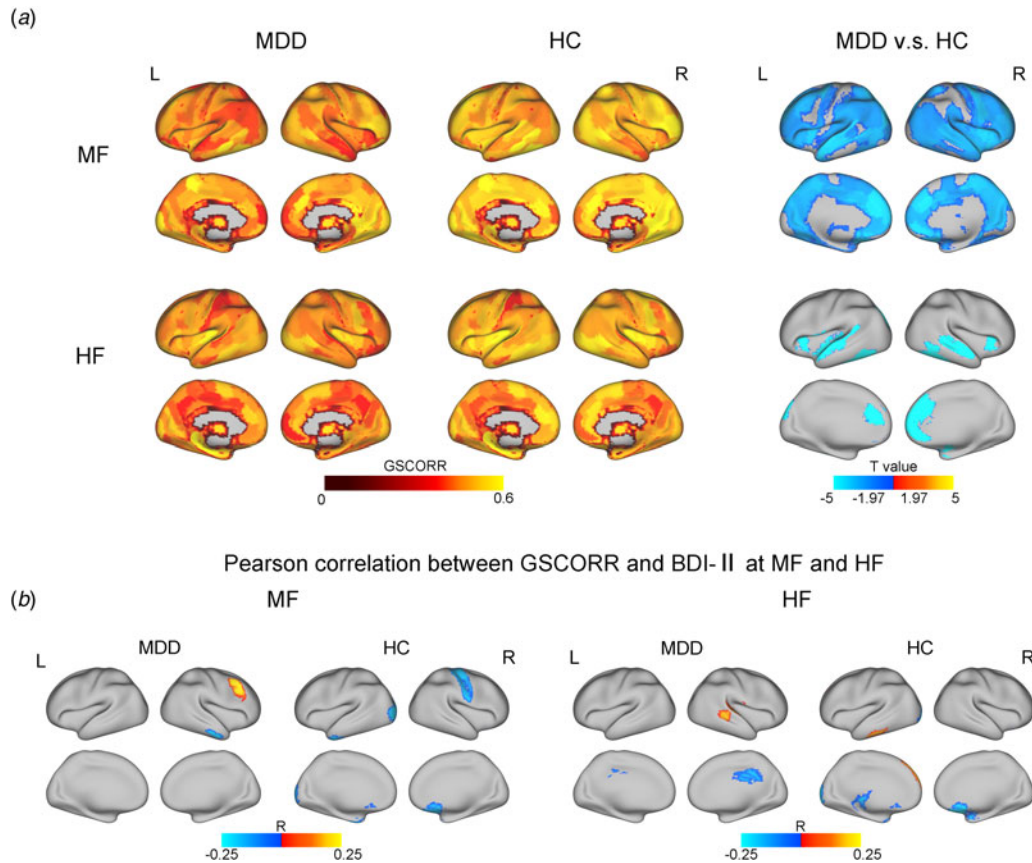 (a)
MDD HC MDD v.s. HC
L R L R
MF
HF
GSCORR
0 0.6
T value
-5 -1.97 1.97 5
Pearson correlation between GSCORR and BDI-II at MF and HF
(b)
MF HF
MDD HC MDD HC
L R L R
R R
-0.25 0.25 -0.25 0.25